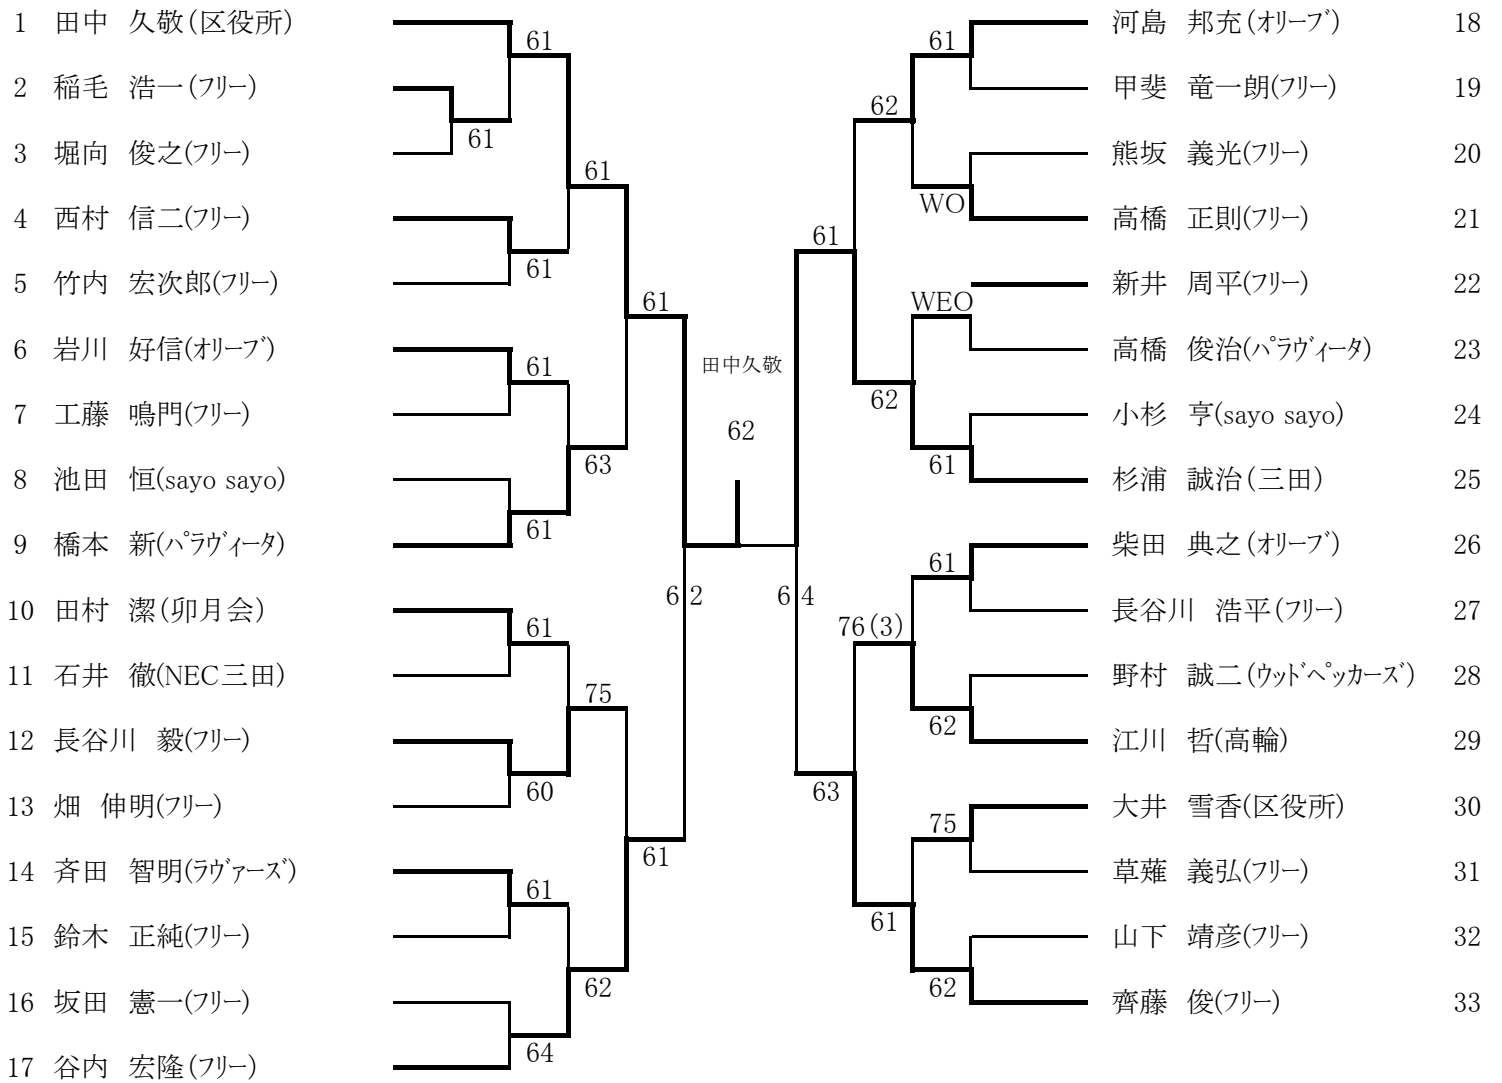 1 田中 久敬(区役所)
2 稲毛 浩一(フリー)
3 堀向 俊之(フリー)
4 西村 信二(フリー)
5 竹内 宏次郎(フリー)
6 岩川 好信(オリーブ)
7 工藤 鳴門(フリー)
8 池田 恒(sayo sayo)
9 橋本 新(パラヴィータ)
10 田村 潔(卯月会)
11 石井 徹(NEC三田)
12 長谷川 毅(フリー)
13 畑 伸明(フリー)
14 斉田 智明(ラヴァーズ)
15 鈴木 正純(フリー)
16 坂田 憲一(フリー)
17 谷内 宏隆(フリー)
61
61
61
61
61
61
63
61
61
75
60
61
61
62
64
62
田中久敬
62
64
61
62
61
WO
WEO
62
61
61
76(3)
62
63
75
61
62
河島 邦充(オリーブ) 18
甲斐 竜一朗(フリー) 19
熊坂 義光(フリー) 20
高橋 正則(フリー) 21
新井 周平(フリー) 22
高橋 俊治(パラヴィータ) 23
小杉 亨(sayo sayo) 24
杉浦 誠治(三田) 25
柴田 典之(オリーブ) 26
長谷川 浩平(フリー) 27
野村 誠二(ウッドペッカーズ) 28
江川 哲(高輪) 29
大井 雪香(区役所) 30
草薙 義弘(フリー) 31
山下 靖彦(フリー) 32
齊藤 俊(フリー) 33